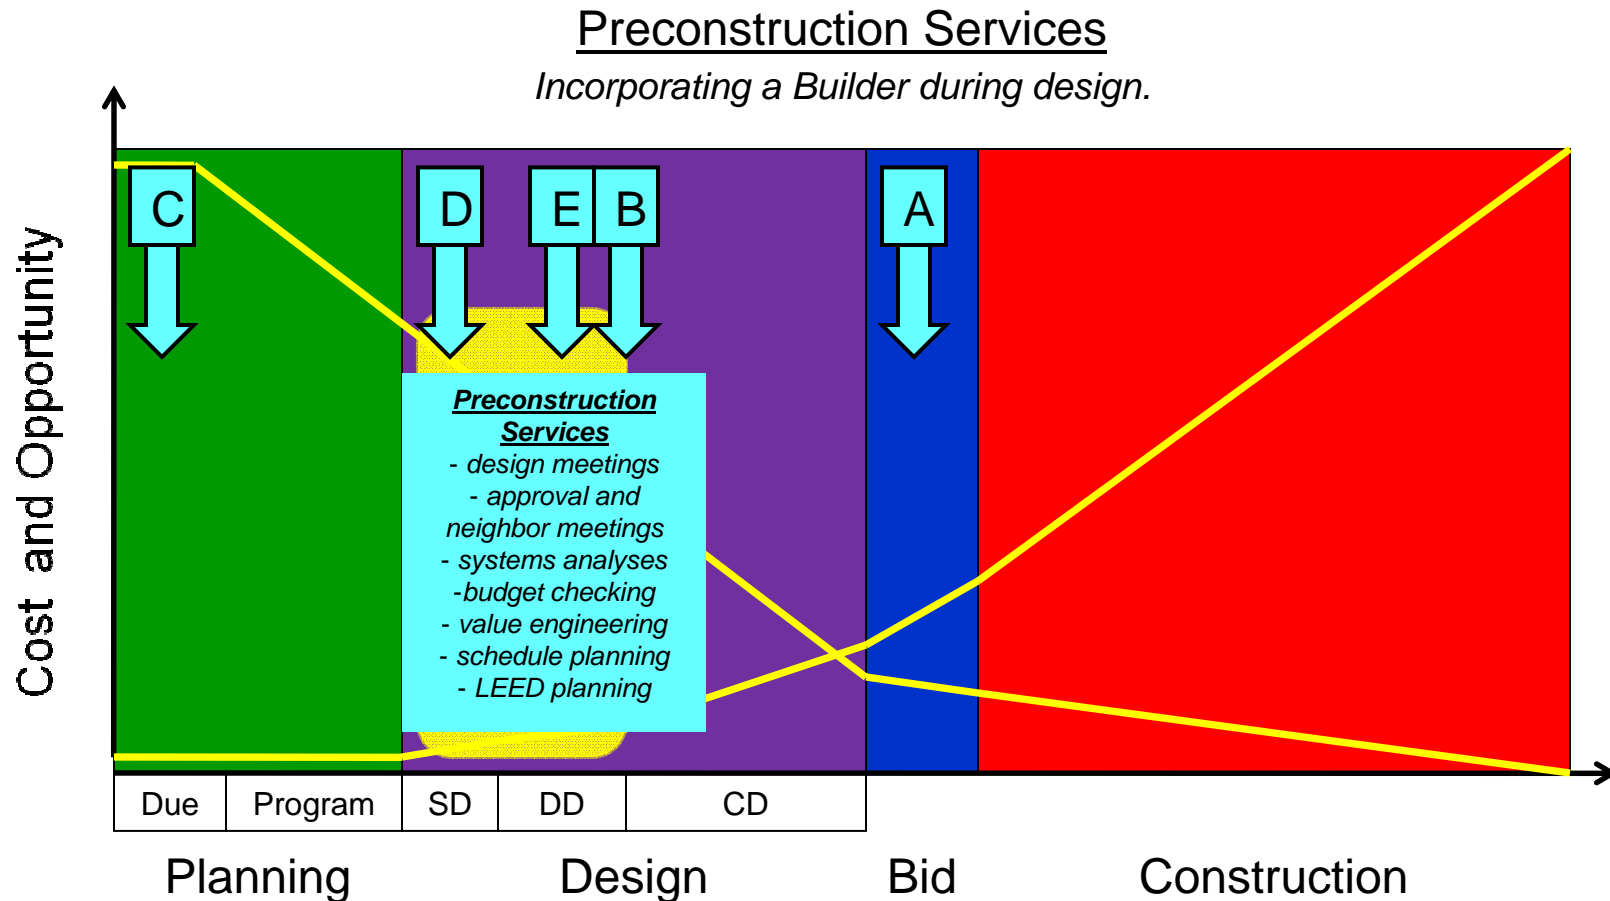 Preconstruction Services
Incorporating a Builder during design.
Cost and Opportunity
C
D
E
B
A
Preconstruction
Services
- design meetings
- approval and
neighbor meetings
- systems analyses
-budget checking
- value engineering
- schedule planning
- LEED planning
Due
Program
SD
DD
CD
Planning
Design
Bid
Construction